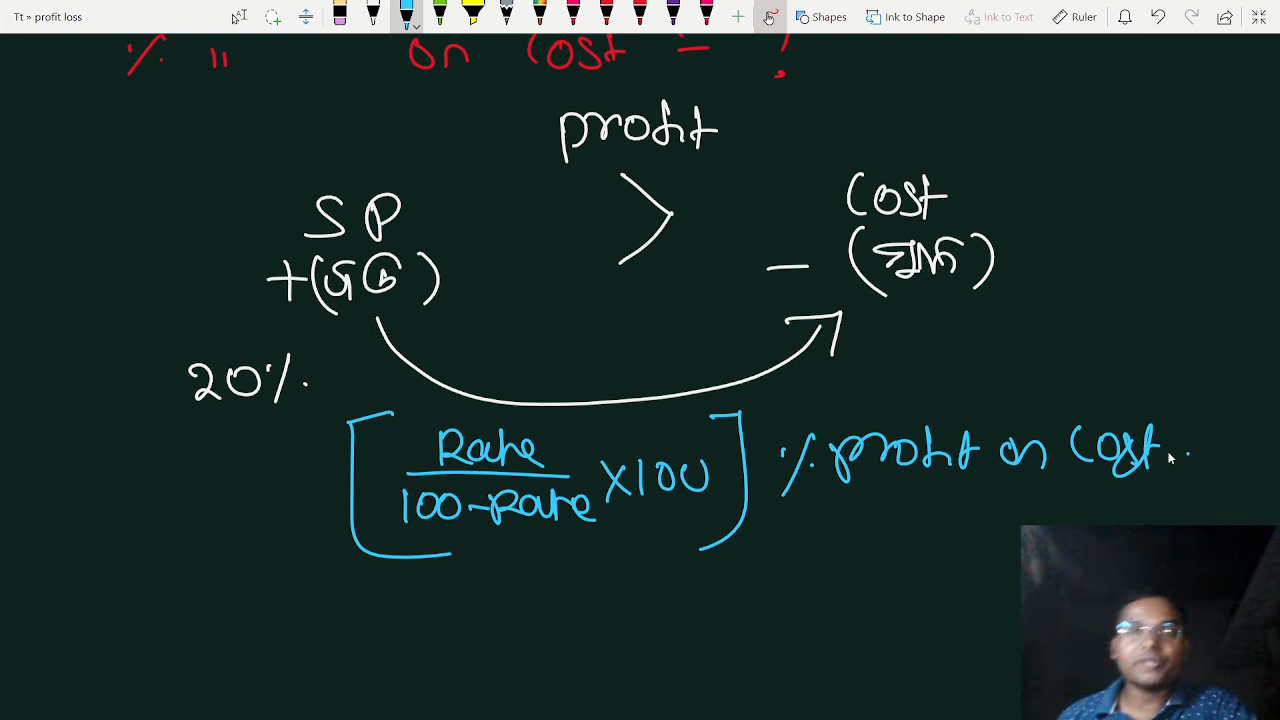 Tt » profit loss
Shapes Ink to Shape Ink to Text Ruler
% " on Cost = ?
profit
SP > Cost
+(ଜଡ) - (ମୁକ୍ତ)
20%.
[Rate / 100-Rate X100] % profit on Cost.